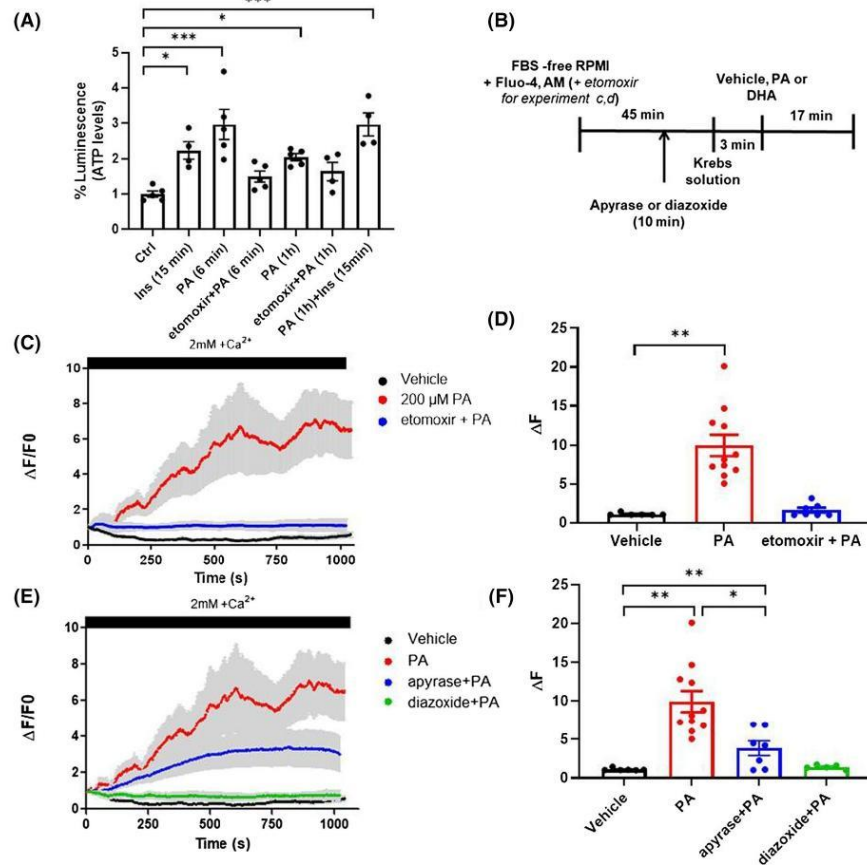 (A)
***
*
***
*
% Luminescence
(ATP levels)
5
4
3
2
1
0
Ctrl
Ins (15 min)
PA (6 min)
etomoxir+PA (6 min)
PA (1h)
etomoxir+PA (1h)
PA (1h)+Ins (15min)
(B)
FBS -free RPMI
+ Fluo-4, AM (+ etomoxir
for experiment c,d)
Vehicle, PA or
DHA
45 min
3 min
17 min
Krebs
solution
Apyrase or diazoxide
(10 min)
(C)
2mM +Ca²⁺
ΔF/F0
10
8
6
4
2
0
0 250 500 750 1000
Time (s)
Vehicle
200 µM PA
etomoxir + PA
(D)
**
ΔF
25
20
15
10
5
0
Vehicle PA etomoxir + PA
(E)
2mM +Ca²⁺
ΔF/F0
10
8
6
4
2
0
0 250 500 750 1000
Time (s)
Vehicle
PA
apyrase+PA
diazoxide+PA
(F)
**
** *
ΔF
25
20
15
10
5
0
Vehicle
PA
apyrase+PA
diazoxide+PA